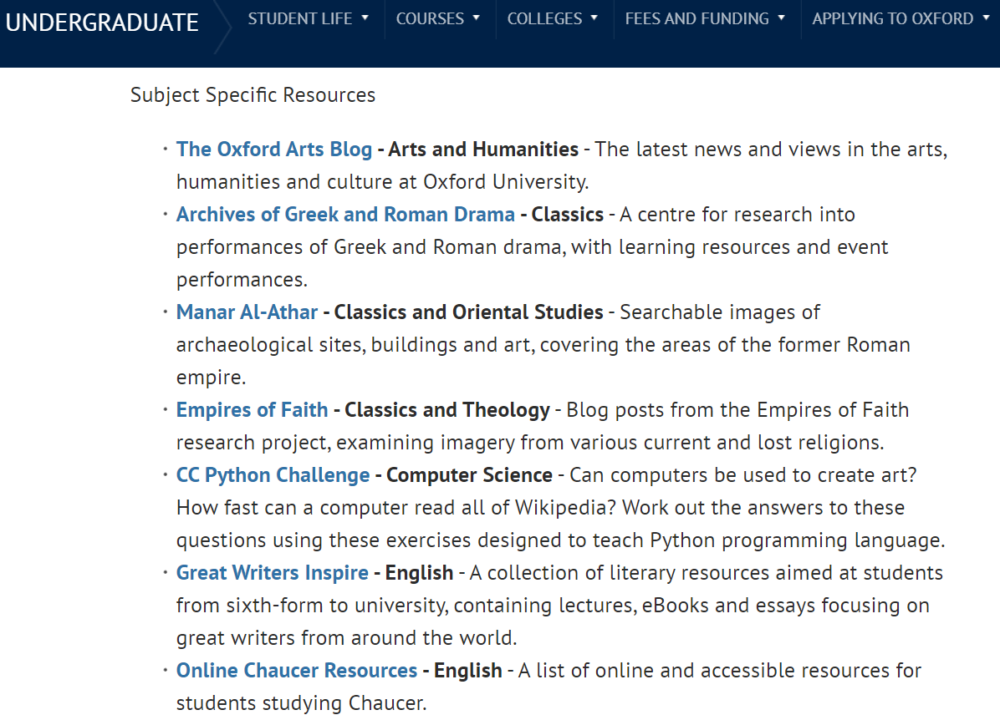 UNDERGRADUATE
STUDENT LIFE
COURSES
COLLEGES
FEES AND FUNDING
APPLYING TO OXFORD
Subject Specific Resources
· The Oxford Arts Blog - Arts and Humanities - The latest news and views in the arts,
humanities and culture at Oxford University.
· Archives of Greek and Roman Drama - Classics - A centre for research into
performances of Greek and Roman drama, with learning resources and event
performances.
· Manar Al-Athar - Classics and Oriental Studies - Searchable images of
archaeological sites, buildings and art, covering the areas of the former Roman
empire.
· Empires of Faith - Classics and Theology - Blog posts from the Empires of Faith
research project, examining imagery from various current and lost religions.
· CC Python Challenge - Computer Science - Can computers be used to create art?
How fast can a computer read all of Wikipedia? Work out the answers to these
questions using these exercises designed to teach Python programming language.
· Great Writers Inspire - English - A collection of literary resources aimed at students
from sixth-form to university, containing lectures, eBooks and essays focusing on
great writers from around the world.
· Online Chaucer Resources - English - A list of online and accessible resources for
students studying Chaucer.